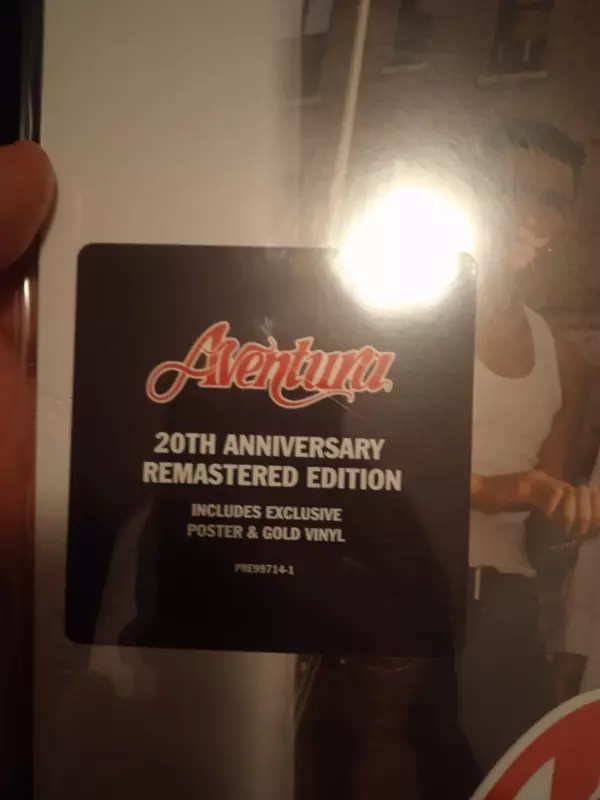 Aventura
20TH ANNIVERSARY
REMASTERED EDITION
INCLUDES EXCLUSIVE
POSTER & GOLD VINYL
PRE99714-1